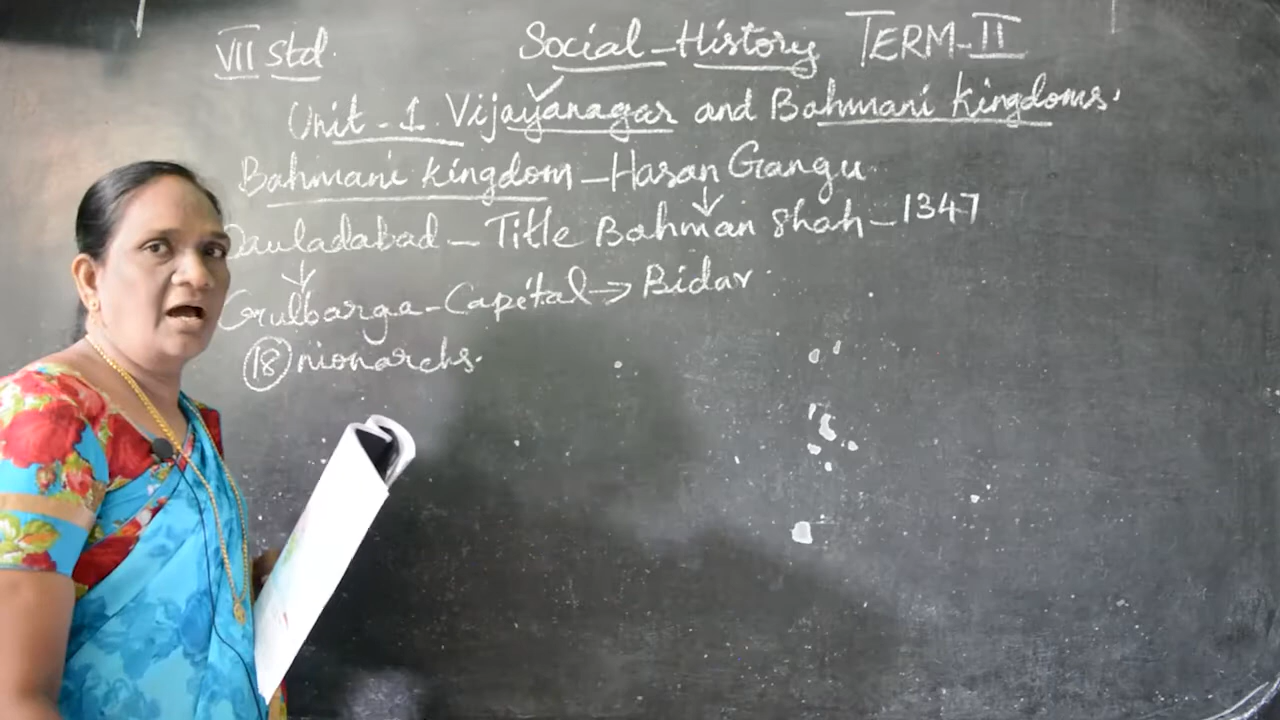 VII std. Social - History TERM - II
Unit - 1. Vijayanagar and Bahmani kingdoms.
Bahmani kingdom - Hasan Gangu
Dauladabad - Title Bahman shah - 1347
Gulbarga - Capital → Bidar.
18 monarchs.